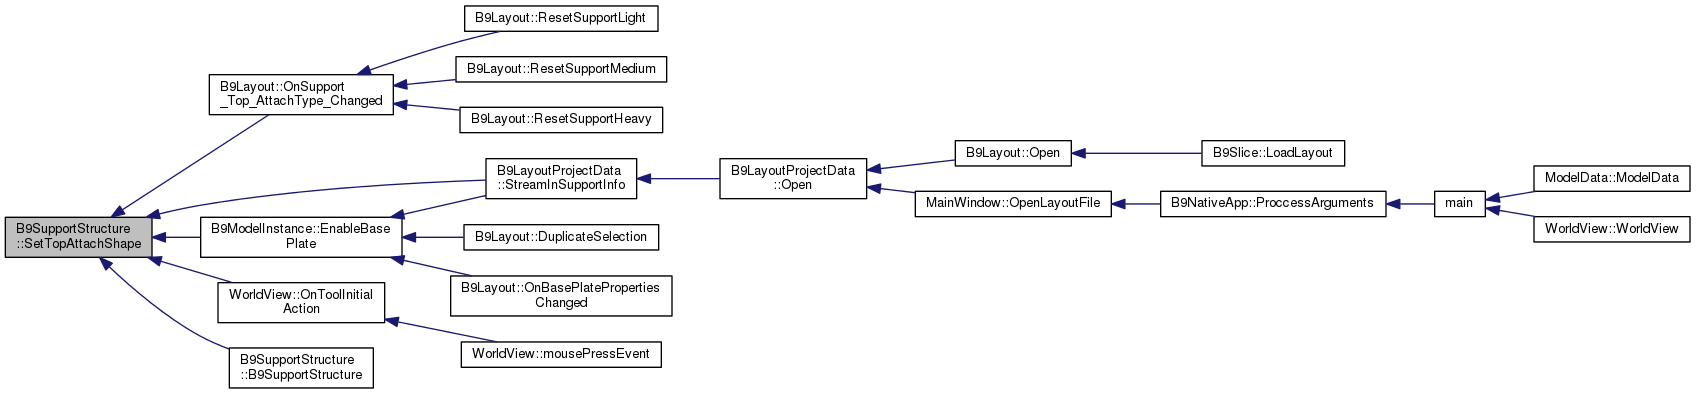 B9SupportStructure
::SetTopAttachShape
B9Layout::OnSupport
_Top_AttachType_Changed
B9Layout::ResetSupportLight
B9Layout::ResetSupportMedium
B9Layout::ResetSupportHeavy
B9LayoutProjectData
::StreamInSupportInfo
B9LayoutProjectData
::Open
B9Layout::Open
B9Slice::LoadLayout
MainWindow::OpenLayoutFile
B9NativeApp::ProccessArguments
main
ModelData::ModelData
WorldView::WorldView
B9ModelInstance::EnableBase
Plate
B9Layout::DuplicateSelection
B9Layout::OnBasePlateProperties
Changed
WorldView::OnToolInitial
Action
WorldView::mousePressEvent
B9SupportStructure
::B9SupportStructure